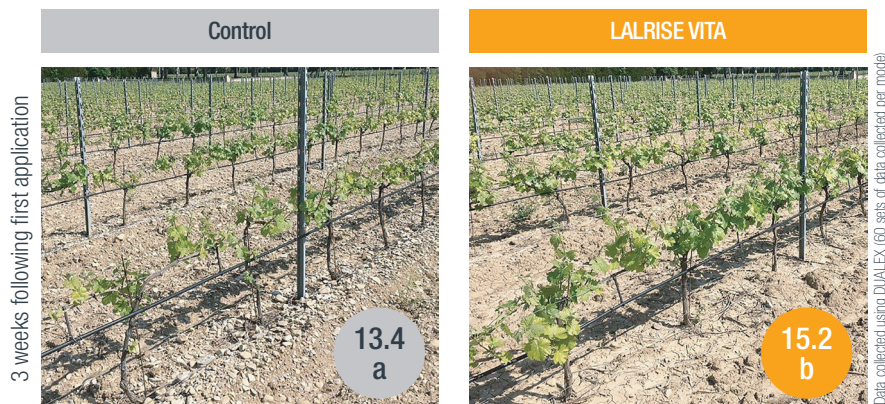 Control
LALRISE VITA
3 weeks following first application
13.4
a
15.2
b
Data collected using DUALEX (60 sets of data collected per mode)